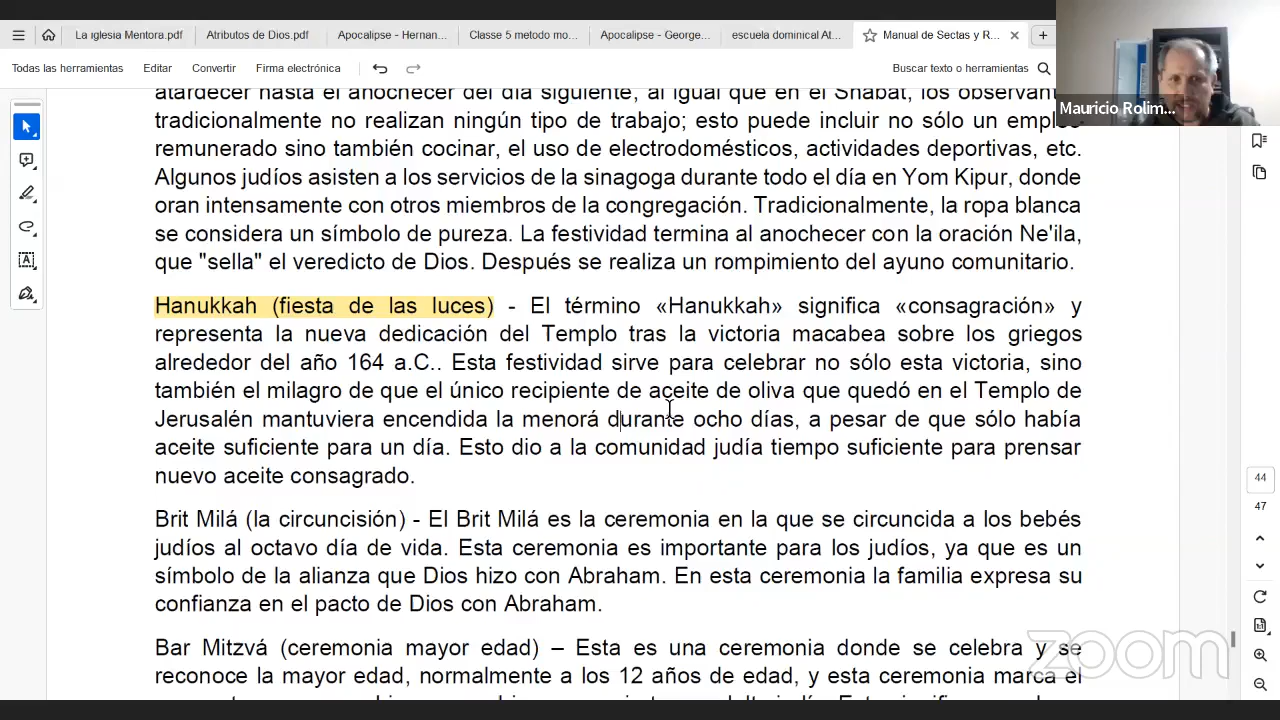 La iglesia Mentora.pdf
Atributos de Dios.pdf
Apocalipse - Hernan...
Clase 5 metodo mo...
Apocalipse - George...
escuela dominical At...
Manual de Sectas y R...
Todas las herramientas
Editar
Convertir
Firma electrónica
Buscar texto o herramientas
Mauricio Rolim...
atardecer hasta el anochecer del día siguiente, al igual que en el Shabat, los
tradicionalmente no realizan ningún tipo de trabajo; esto puede incluir no sólo un
remunerado sino también cocinar, el uso de electrodomésticos, actividades deportivas, etc.
Algunos judíos asisten a los servicios de la sinagoga durante todo el día en Yom Kipur, donde
oran intensamente con otros miembros de la congregación. Tradicionalmente, la ropa blanca
se considera un símbolo de pureza. La festividad termina al anochecer con la oración Ne'ila,
que "sella" el veredicto de Dios. Después se realiza un rompimiento del ayuno comunitario.
Hanukkah (fiesta de las luces) - El término «Hanukkah» significa «consagración» y
representa la nueva dedicación del Templo tras la victoria macabea sobre los griegos
alrededor del año 164 a.C.. Esta festividad sirve para celebrar no sólo esta victoria, sino
también el milagro de que el único recipiente de aceite de oliva que quedó en el Templo de
Jerusalén mantuviera encendida la menorá durante ocho días, a pesar de que sólo había
aceite suficiente para un día. Esto dio a la comunidad judía tiempo suficiente para prensar
nuevo aceite consagrado.
Brit Milá (la circuncisión) - El Brit Milá es la ceremonia en la que se circuncida a los bebés
judíos al octavo día de vida. Esta ceremonia es importante para los judíos, ya que es un
símbolo de la alianza que Dios hizo con Abraham. En esta ceremonia la familia expresa su
confianza en el pacto de Dios con Abraham.
Bar Mitzvá (ceremonia mayor edad) – Esta es una ceremonia donde se celebra y se
reconoce la mayor edad, normalmente a los 12 años de edad, y esta ceremonia marca el
44
47
zoom